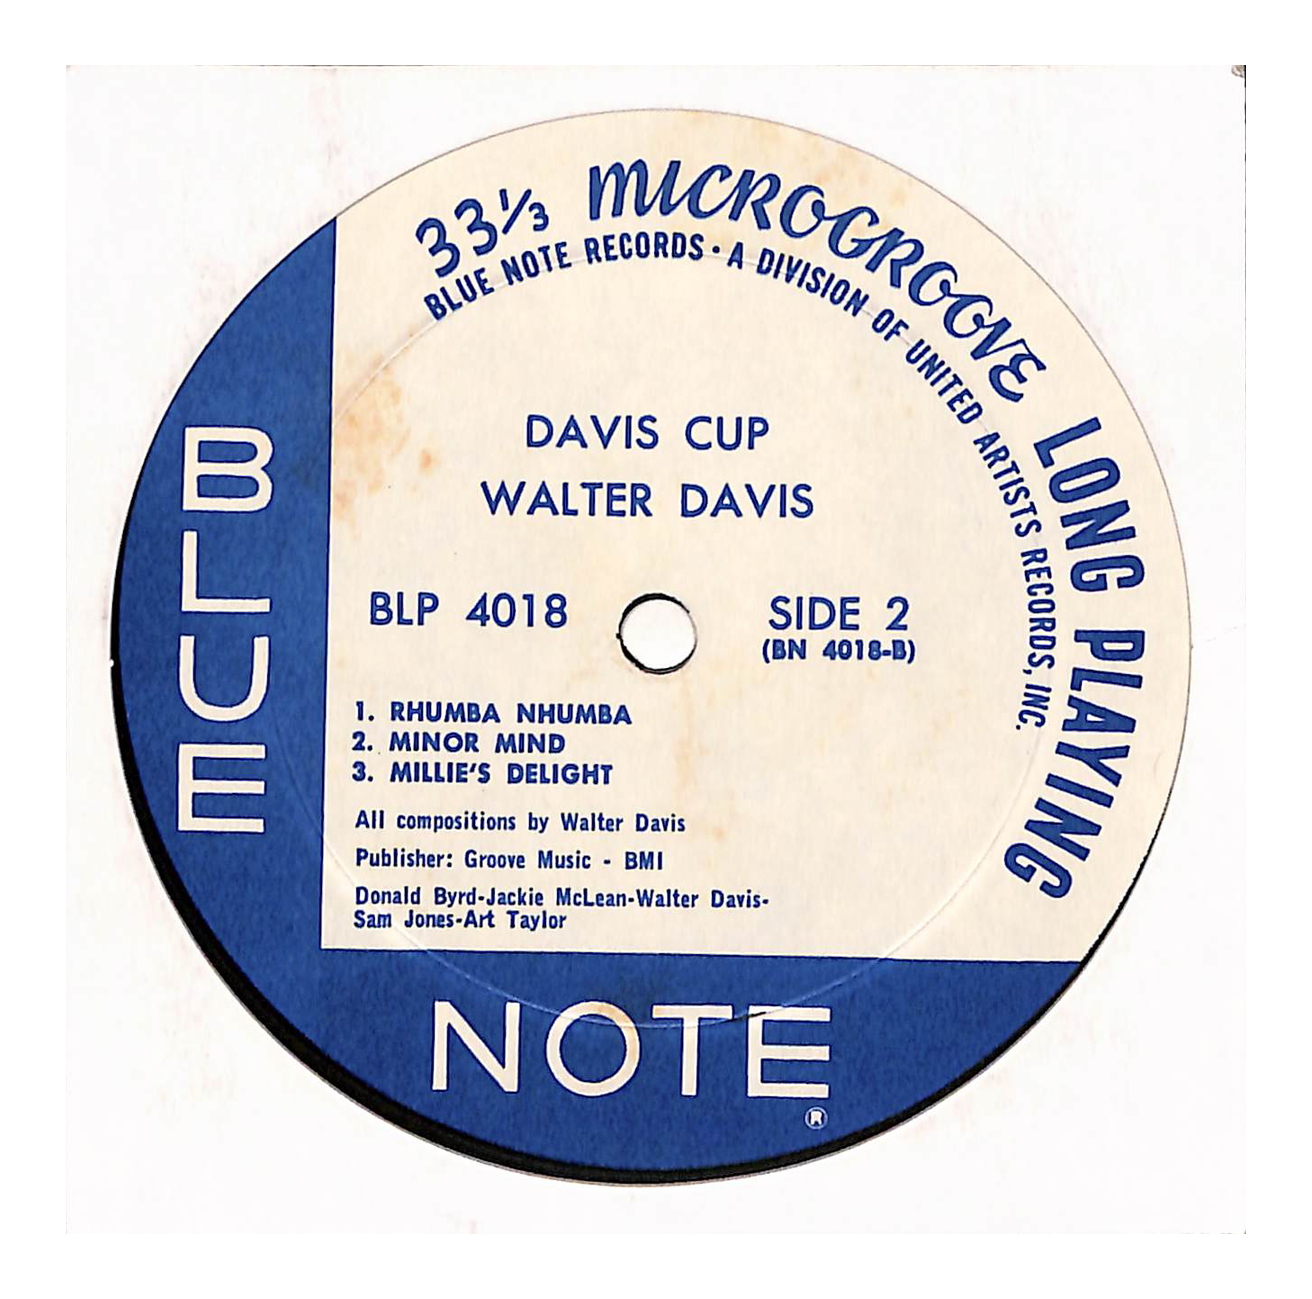 33⅓ MICROGROOVE LONG PLAYING
BLUE NOTE RECORDS · A DIVISION OF UNITED ARTISTS RECORDS, INC.
DAVIS CUP
WALTER DAVIS
BLP 4018
SIDE 2
(BN 4018-B)
1. RHUMBA NHUMBA
2. MINOR MIND
3. MILLIE'S DELIGHT
All compositions by Walter Davis
Publisher: Groove Music - BMI
Donald Byrd-Jackie McLean-Walter Davis-
Sam Jones-Art Taylor
BLUE
NOTE
®